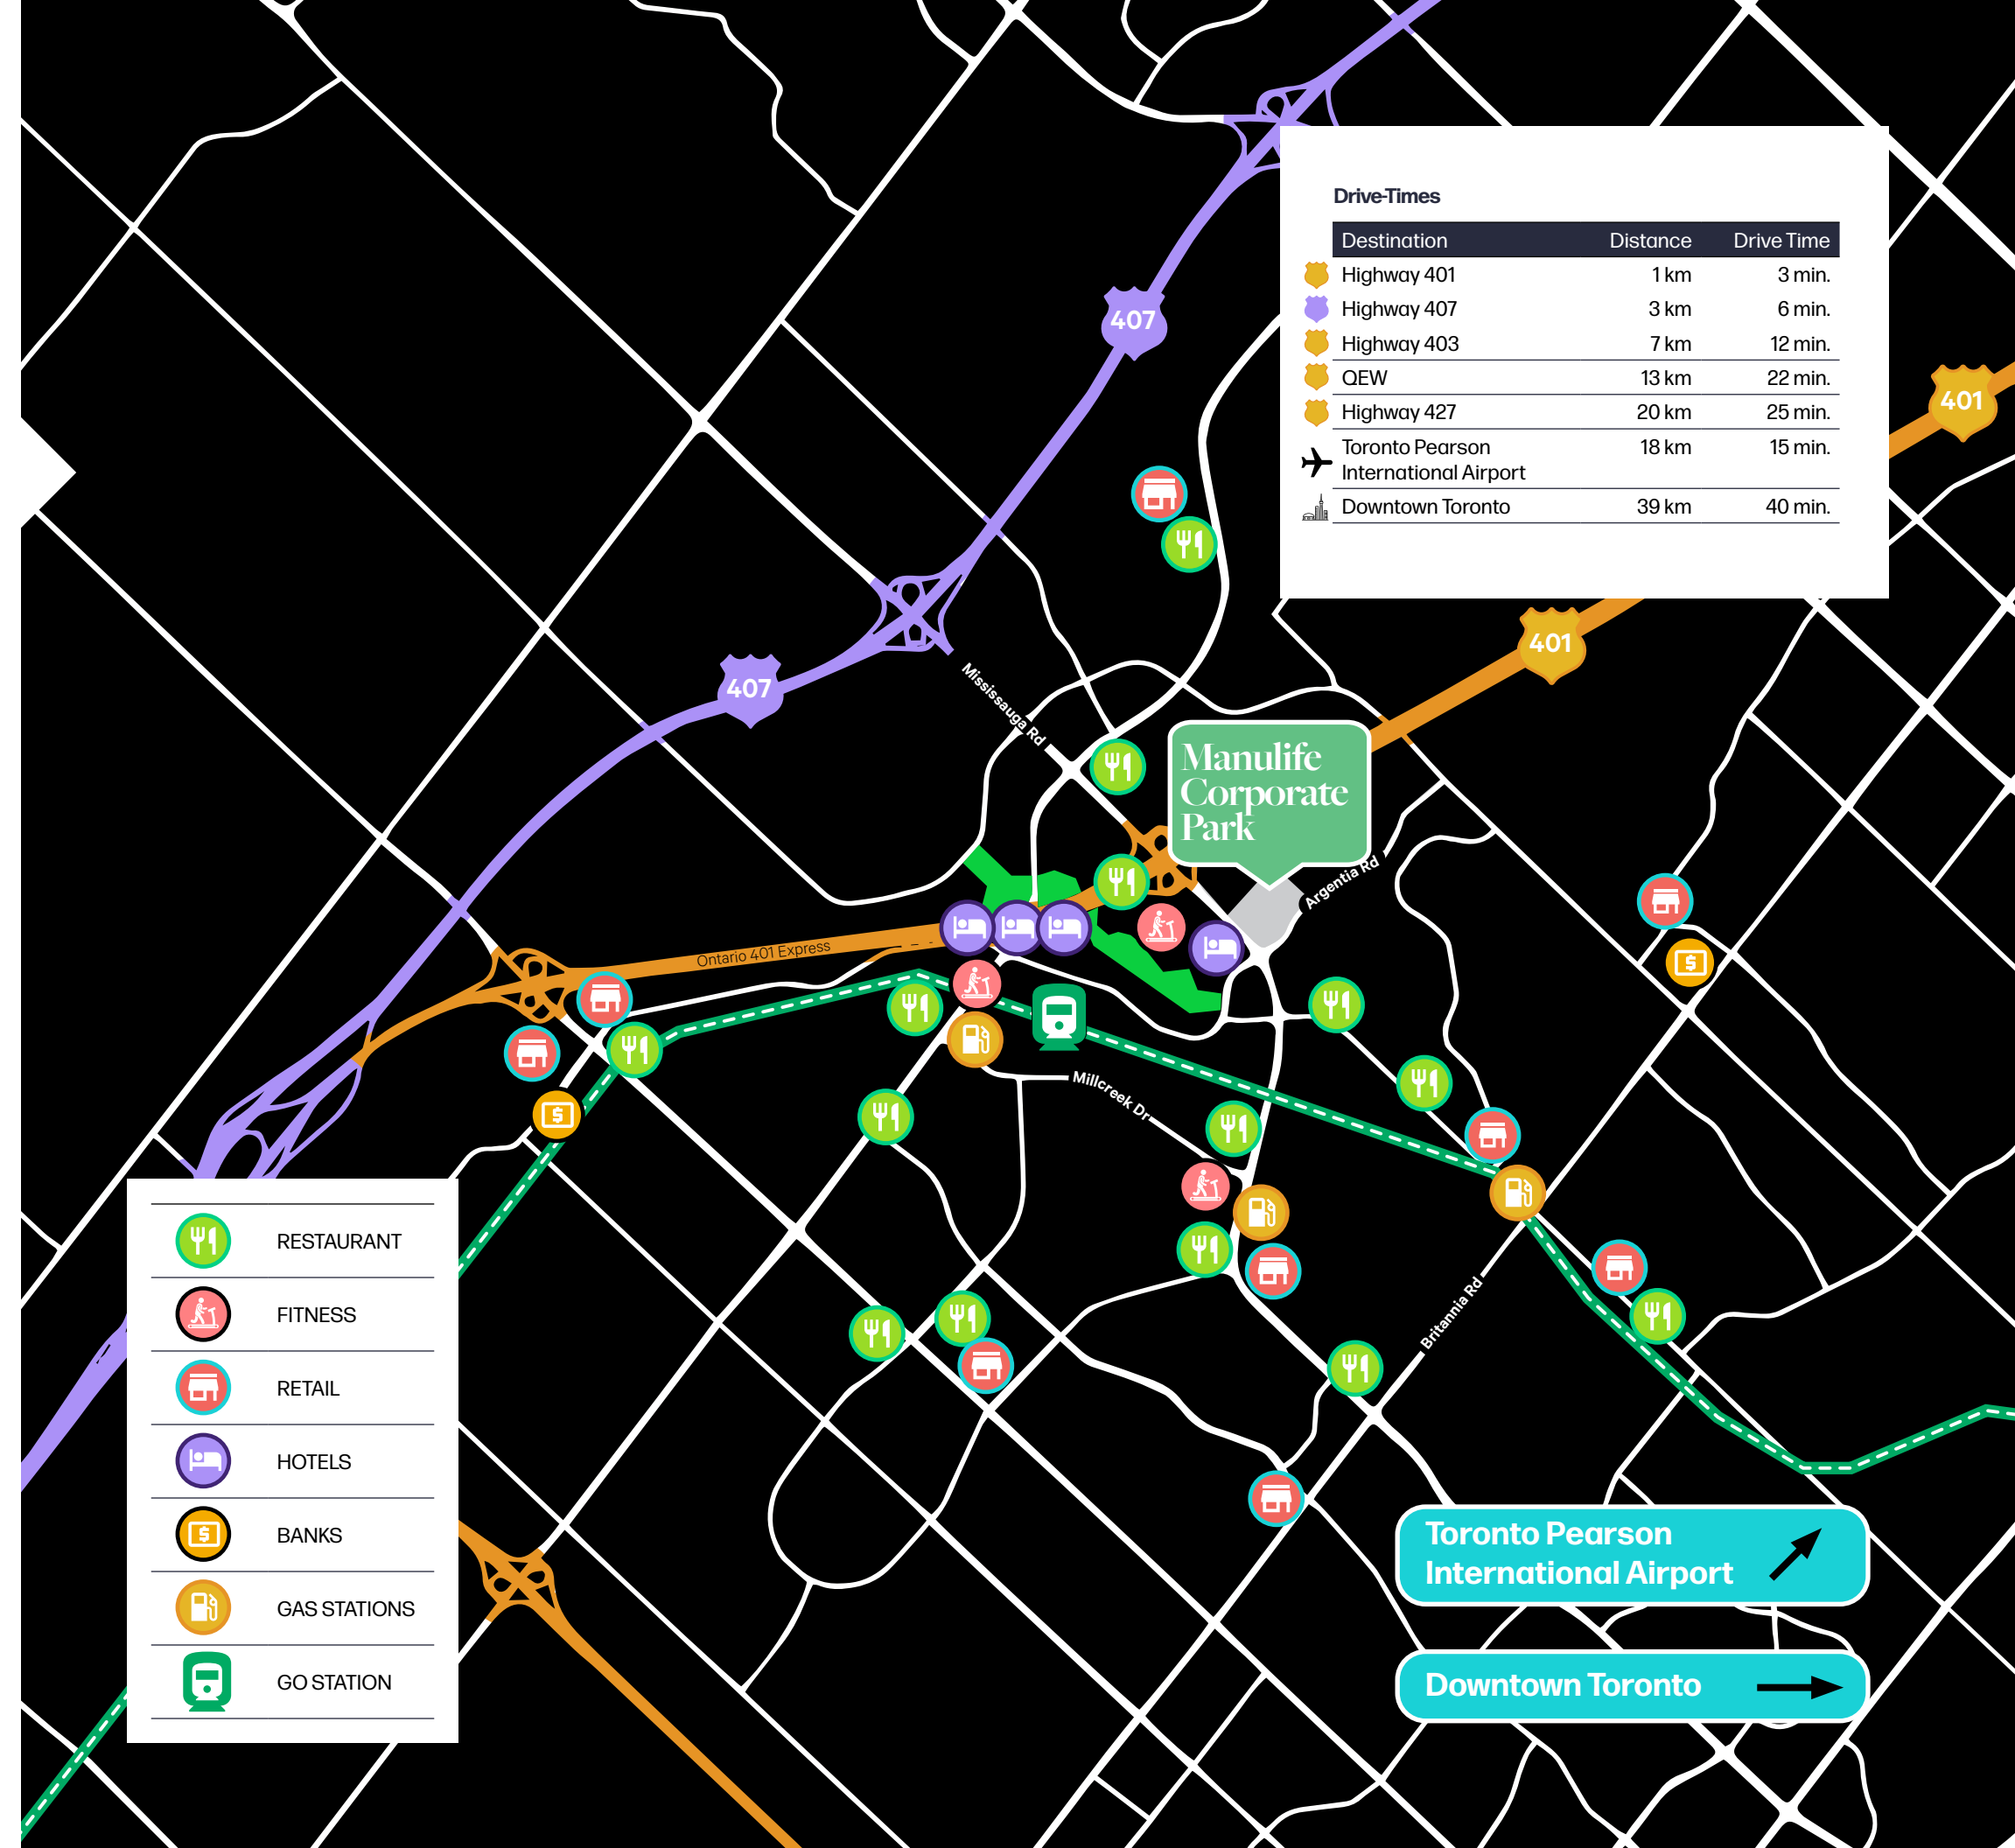 Drive-Times
Destination Distance Drive Time
Highway 401 1 km 3 min.
Highway 407 3 km 6 min.
Highway 403 7 km 12 min.
QEW 13 km 22 min.
Highway 427 20 km 25 min.
Toronto Pearson 18 km 15 min.
International Airport
Downtown Toronto 39 km 40 min.
407
401
401
407
Mississauga Rd
Manulife
Corporate
Park
Argentia Rd
Ontario 401 Express
Millcreek Dr
Britannia Rd
RESTAURANT
FITNESS
RETAIL
HOTELS
$ BANKS
GAS STATIONS
GO STATION
$
$
Toronto Pearson
International Airport
Downtown Toronto